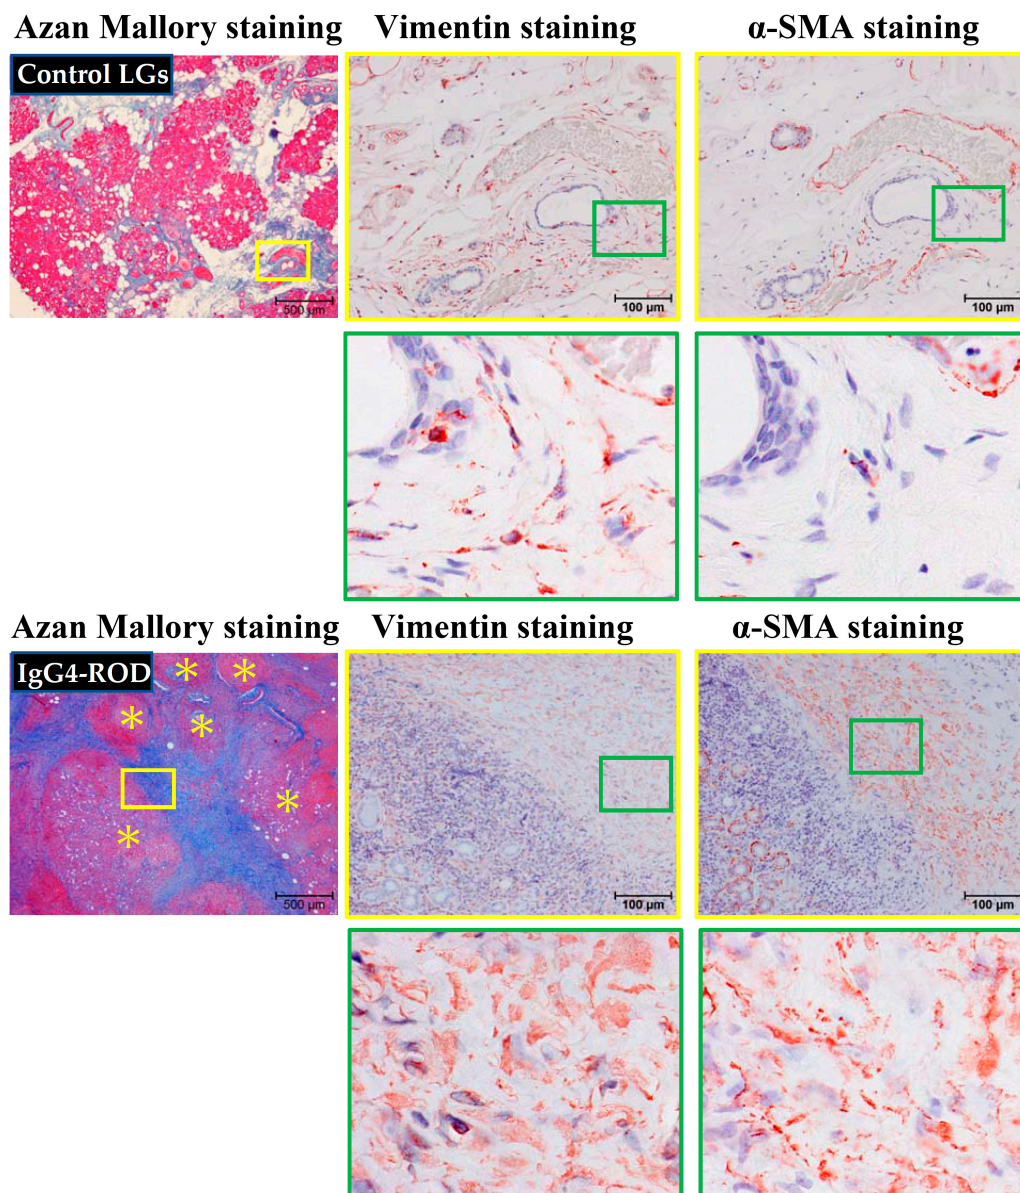 Azan Mallory staining Vimentin staining α-SMA staining
Control LGs
500 µm
100 µm
100 µm
Azan Mallory staining Vimentin staining α-SMA staining
IgG4-ROD
* *
* *
*
*
500 µm
100 µm
100 µm